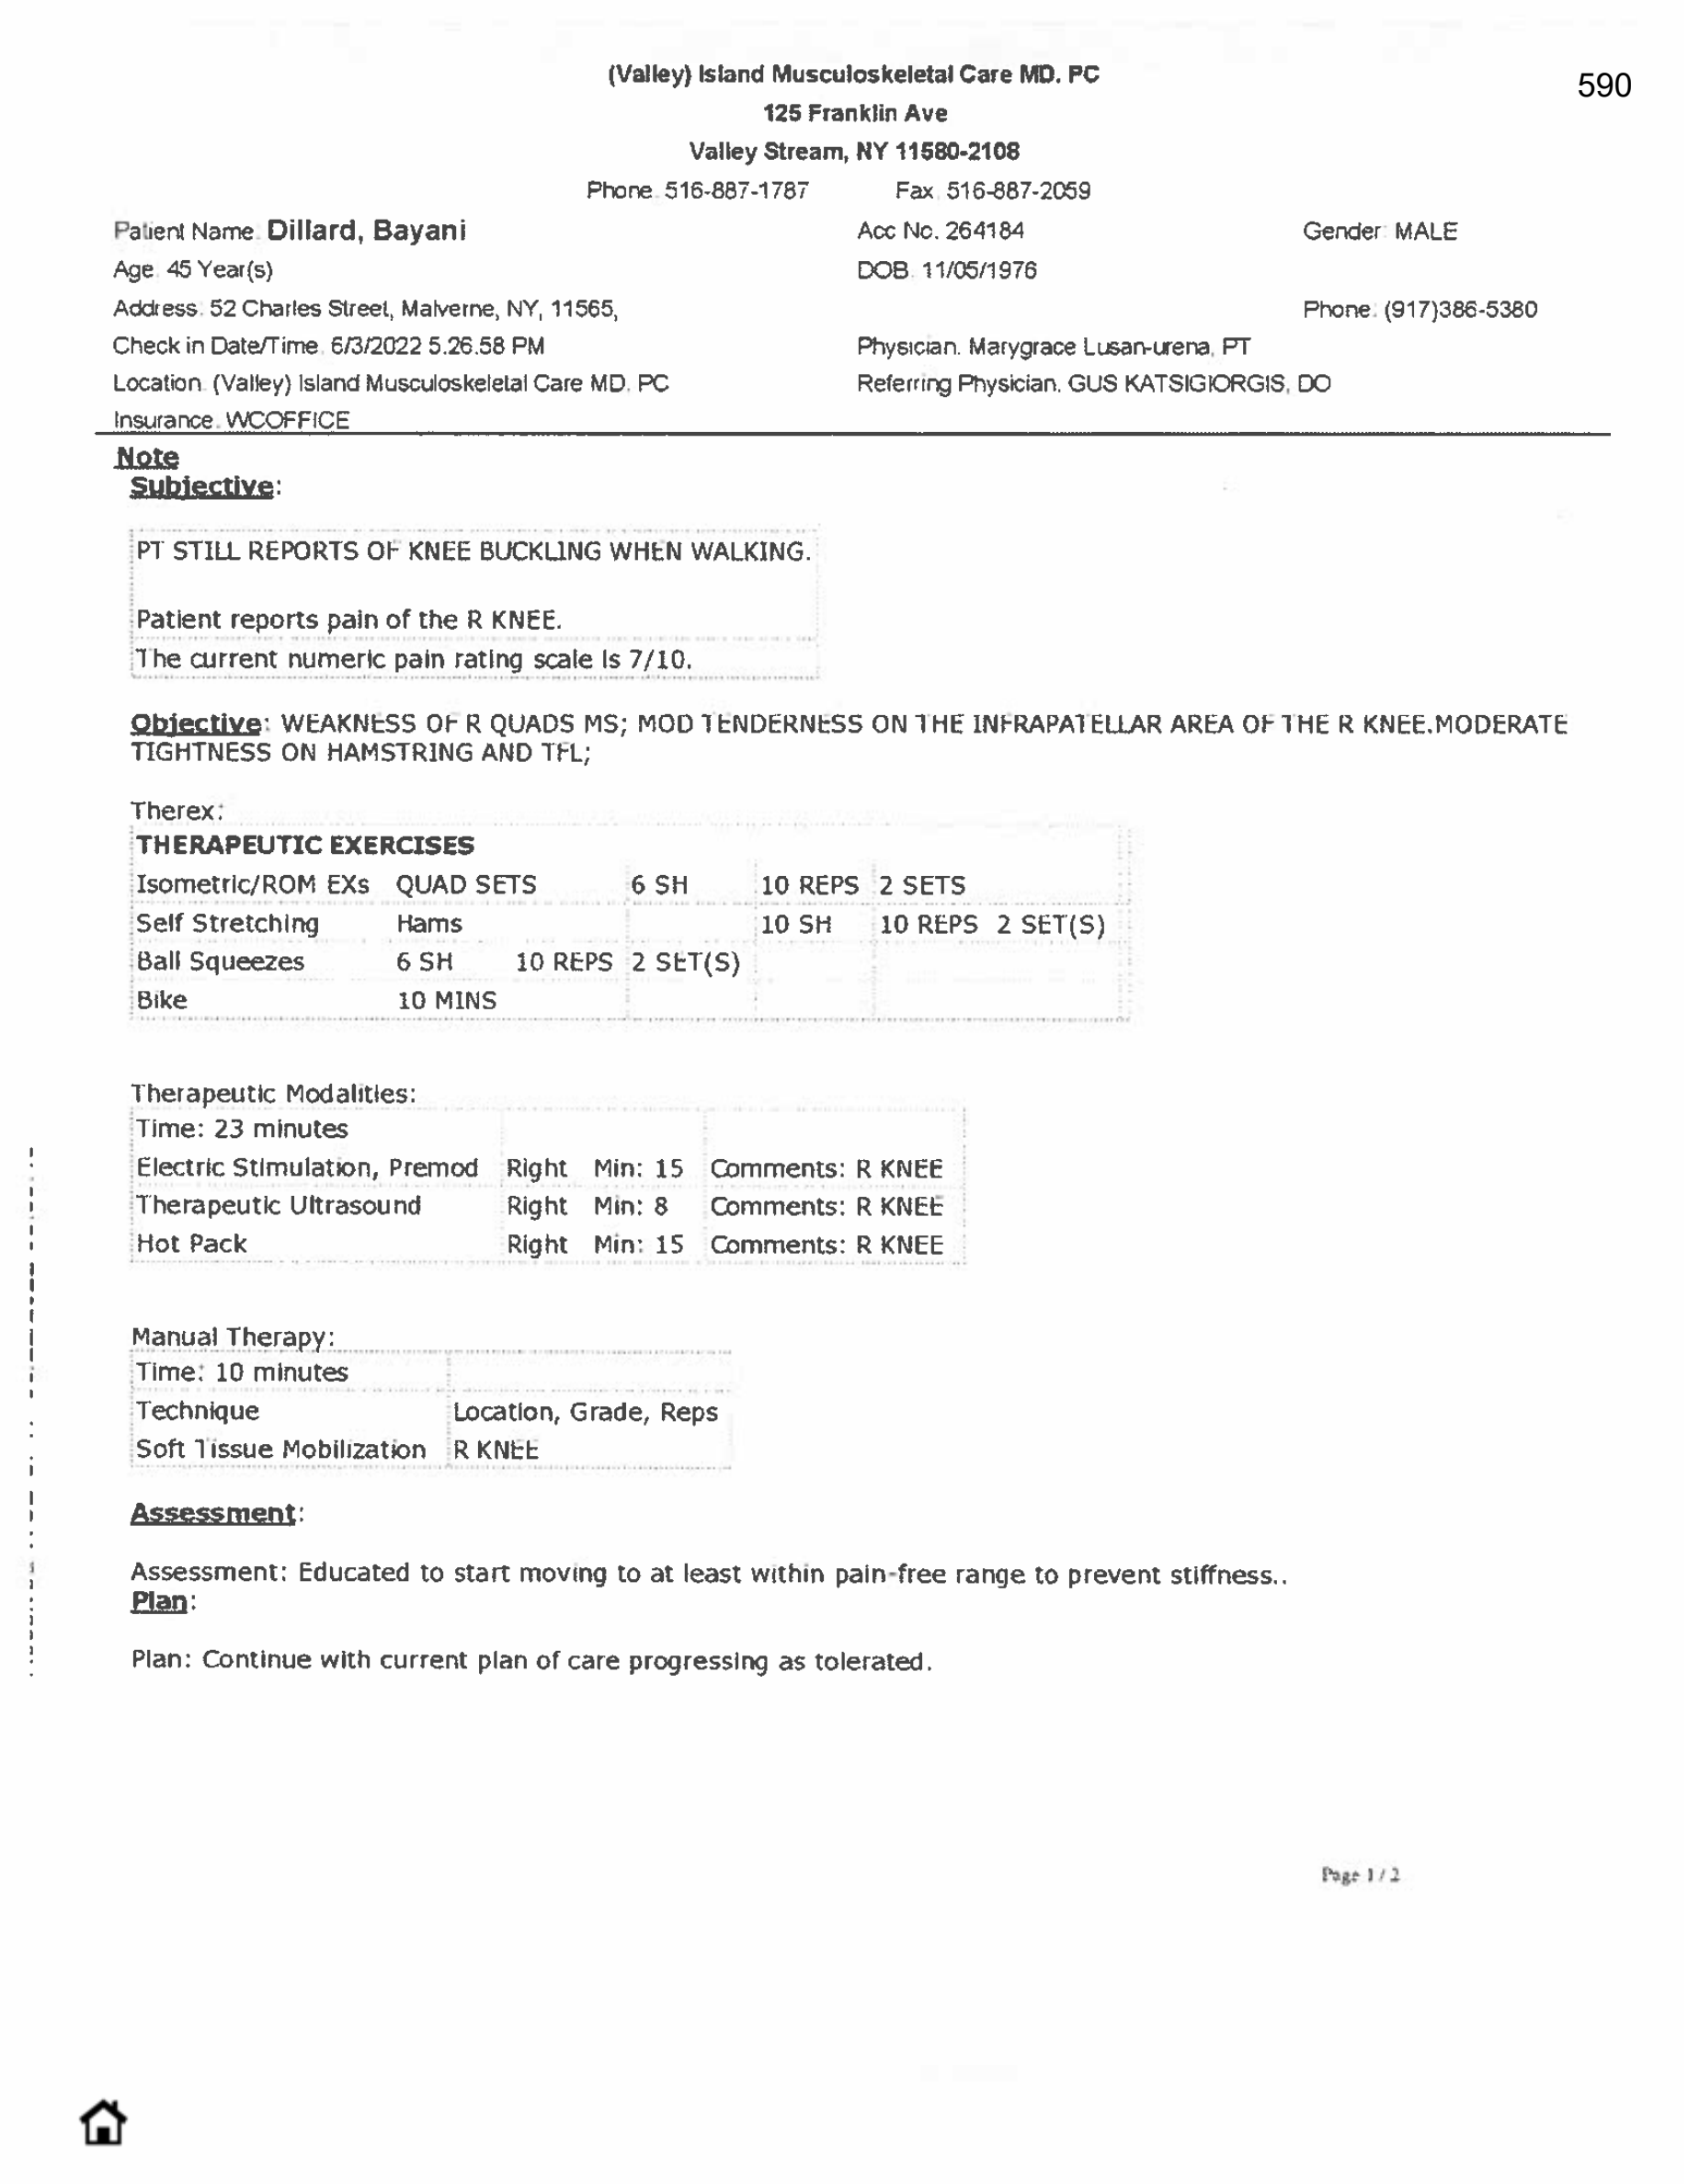 (Valley) Island Musculoskeletal Care MD. PC
590
125 Franklin Ave
Valley Stream, NY 11580-2108
Phone. 516-887-1787 Fax. 516-887-2059
Patient Name. Dillard, Bayani Acc No. 264184 Gender: MALE
Age. 45 Year(s) DOB. 11/05/1976
Address: 52 Charles Street, Malverne, NY, 11565, Phone: (917)386-5380
Check in Date/Time. 6/3/2022 5.26.58 PM Physician. Marygrace Lusan-urena, PT
Location. (Valley) Island Musculoskeletal Care MD. PC Referring Physician. GUS KATSIGIORGIS, DO
Insurance. WCOFFICE
Note
Subjective:
PT STILL REPORTS OF KNEE BUCKLING WHEN WALKING.
Patient reports pain of the R KNEE.
The current numeric pain rating scale is 7/10.
Objective: WEAKNESS OF R QUADS MS; MOD TENDERNESS ON THE INFRAPATELLAR AREA OF THE R KNEE.MODERATE
TIGHTNESS ON HAMSTRING AND TFL;
Therex:
THERAPEUTIC EXERCISES
Isometric/ROM EXs QUAD SETS 6 SH 10 REPS 2 SETS
Self Stretching Hams 10 SH 10 REPS 2 SET(S)
Ball Squeezes 6 SH 10 REPS 2 SET(S)
Bike 10 MINS
Therapeutic Modalities:
Time: 23 minutes
Electric Stimulation, Premod Right Min: 15 Comments: R KNEE
Therapeutic Ultrasound Right Min: 8 Comments: R KNEE
Hot Pack Right Min: 15 Comments: R KNEE
Manual Therapy:
Time: 10 minutes
Technique Location, Grade, Reps
Soft Tissue Mobilization R KNEE
Assessment:
Assessment: Educated to start moving to at least within pain-free range to prevent stiffness..
Plan:
Plan: Continue with current plan of care progressing as tolerated.
Page 1 / 2